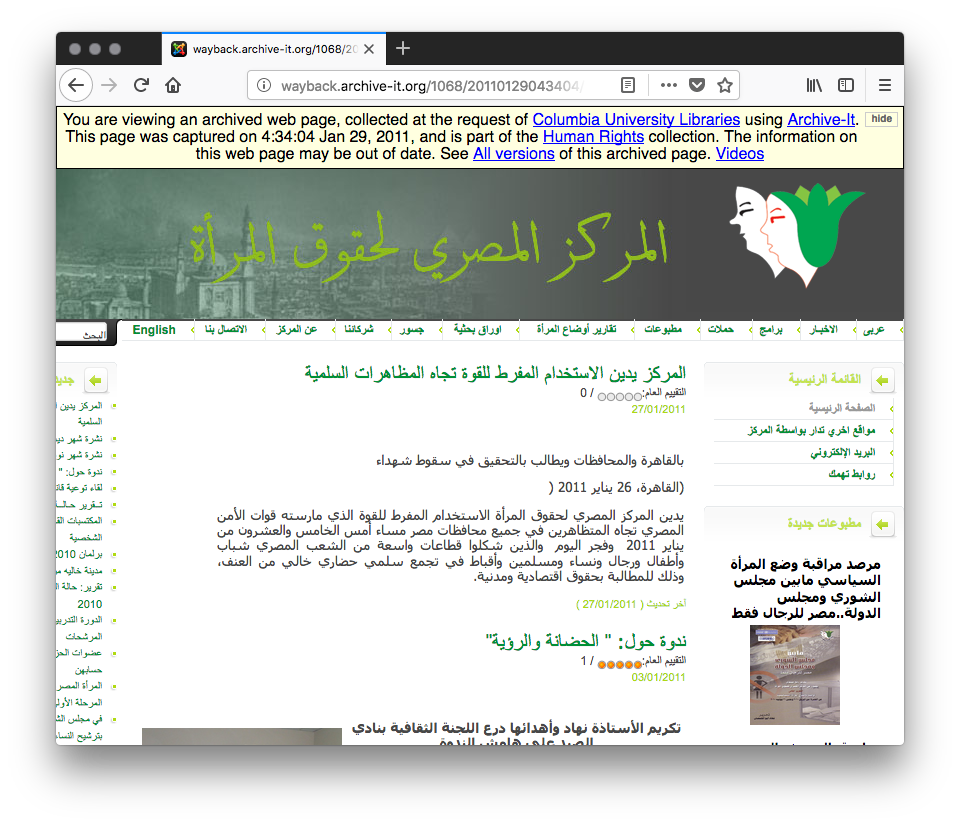 wayback.archive-it.org/1068/20
wayback.archive-it.org/1068/20110129043404/
You are viewing an archived web page, collected at the request of Columbia University Libraries using Archive-It.
hide
This page was captured on 4:34:04 Jan 29, 2011, and is part of the Human Rights collection. The information on
this web page may be out of date. See All versions of this archived page. Videos
المركز المصري لحقوق المرأة
عربى
الاخبار
برامج
حملات
مطبوعات
تقارير أوضاع المرأة
اوراق بحثية
جسور
شركائنا
عن المركز
الاتصال بنا
English
البحث
القائمة الرئيسية
الصفحة الرئيسية
مواقع اخري تدار بواسطة المركز
البريد الإلكتروني
روابط تهمك
مطبوعات جديدة
مرصد مراقبة وضع المرأة
السياسي مابين مجلس
الشوري ومجلس
الدولة..مصر للرجال فقط
المركز يدين الاستخدام المفرط للقوة تجاه المظاهرات السلمية
التقييم العام: / 0
27/01/2011
بالقاهرة والمحافظات ويطالب بالتحقيق في سقوط شهداء
(القاهرة، 26 يناير 2011 (
يدين المركز المصري لحقوق المرأة الاستخدام المفرط للقوة الذي مارسته قوات الأمن
المصري تجاه المتظاهرين في جميع محافظات مصر مساء أمس الخامس والعشرون من
يناير 2011 وفجر اليوم والذين شكلوا قطاعات واسعة من الشعب المصري شباب
وأطفال ورجال ونساء ومسلمين وأقباط في تجمع سلمي حضاري خالي من العنف،
وذلك للمطالبة بحقوق اقتصادية ومدنية.
آخر تحديث ( 27/01/2011 )
ندوة حول: " الحضانة والرؤية"
التقييم العام: / 1
03/01/2011
تكريم الأستاذة نهاد وأهدائها درع اللجنة الثقافية بنادي
الصيد على هامش الندوة
جديد
المركز يدين
السلمية
نشرة شهر
نشرة شهر
ندوة حول: "
لقاء توعية
تقرير
المكتسبات
الشخصية
برلمان 2010
مدينة خاليه
تقرير: حالة
2010
الدورة
المرشحات
عضوات
حسابهن
المرأة المصر
المرحلة
في مجلس
بترشيح